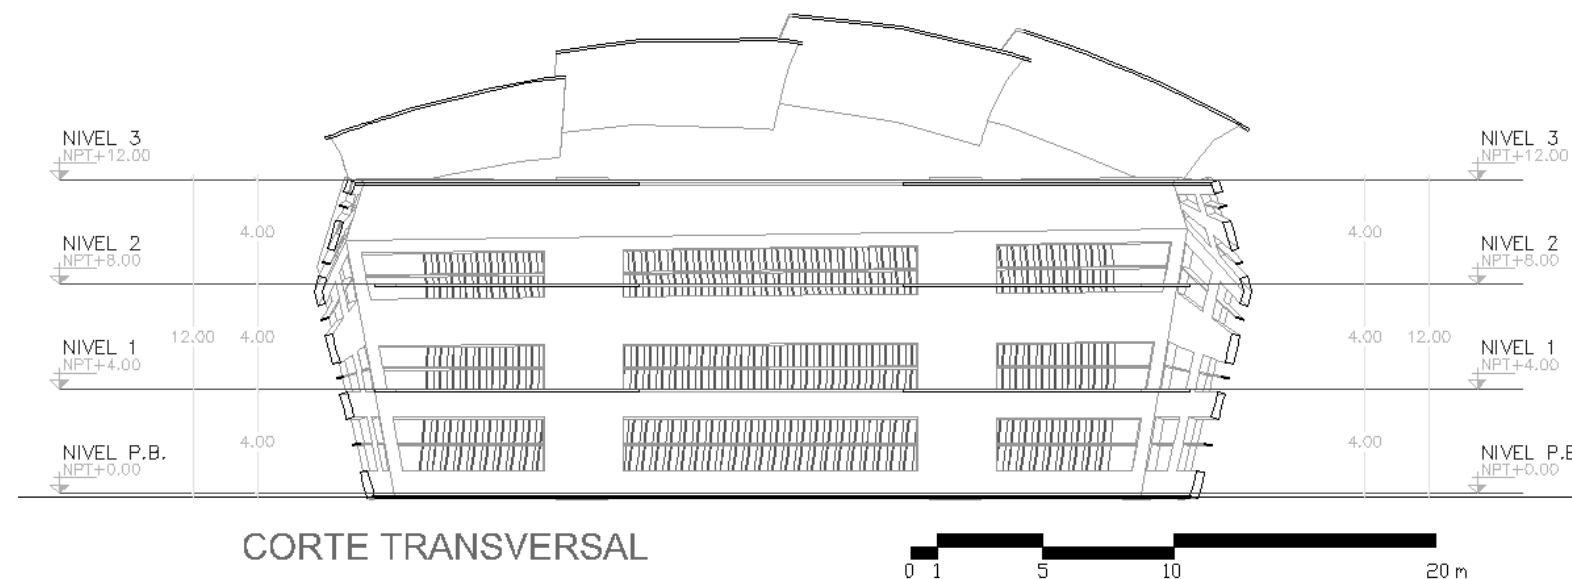 NIVEL 3
NPT+12.00
NIVEL 3
NPT+12.00
4.00
4.00
NIVEL 2
NPT+8.00
NIVEL 2
NPT+8.00
12.00
4.00
4.00
12.00
NIVEL 1
NPT+4.00
NIVEL 1
NPT+4.00
4.00
4.00
NIVEL P.B.
NPT+0.00
NIVEL P.B
NPT+0.00
CORTE TRANSVERSAL
0 1 5 10 20 m